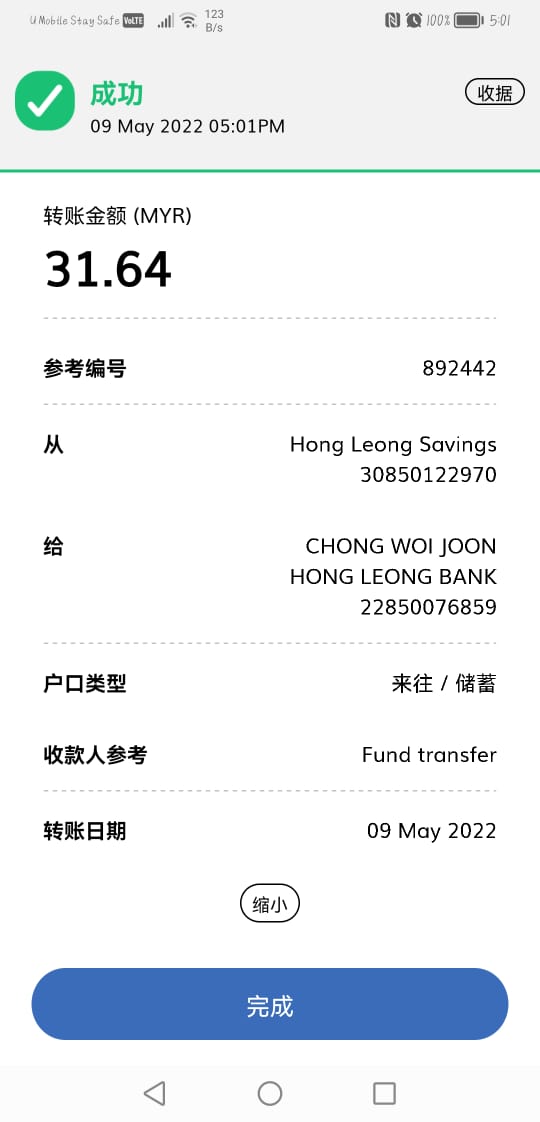 U Mobile Stay Safe VoLTE 123 B/s N 100% 5:01
成功
收据
09 May 2022 05:01PM
转账金额 (MYR)
31.64
参考编号 892442
从 Hong Leong Savings
30850122970
给 CHONG WOI JOON
HONG LEONG BANK
22850076859
户口类型 来往 / 储蓄
收款人参考 Fund transfer
转账日期 09 May 2022
缩小
完成